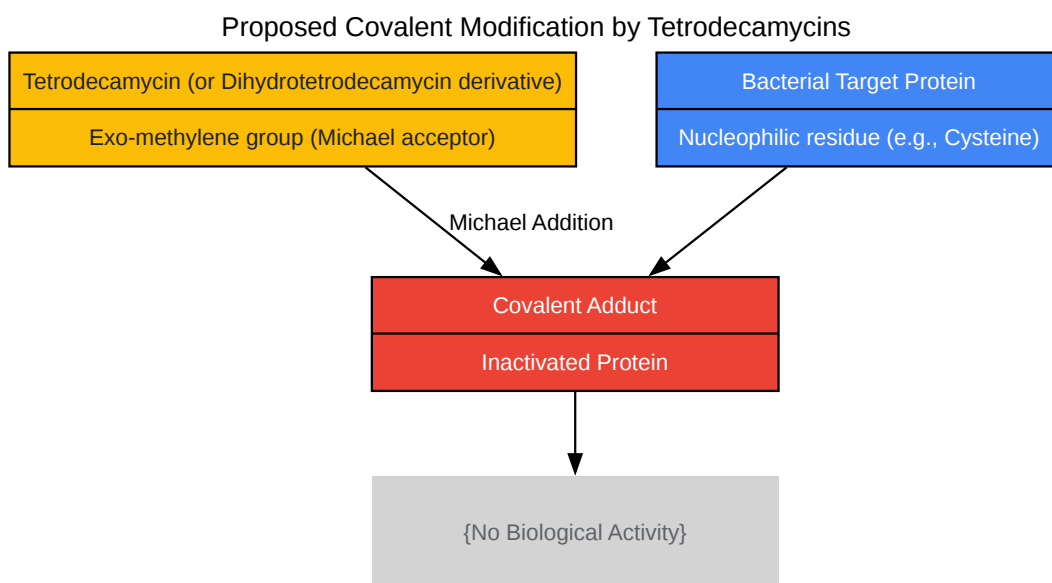 Proposed Covalent Modification by Tetrodecamycins
Tetrodecamycin (or Dihydrotetrodecamycin derivative)
Exo-methylene group (Michael acceptor)
Bacterial Target Protein
Nucleophilic residue (e.g., Cysteine)
Michael Addition
Covalent Adduct
Inactivated Protein
{No Biological Activity}